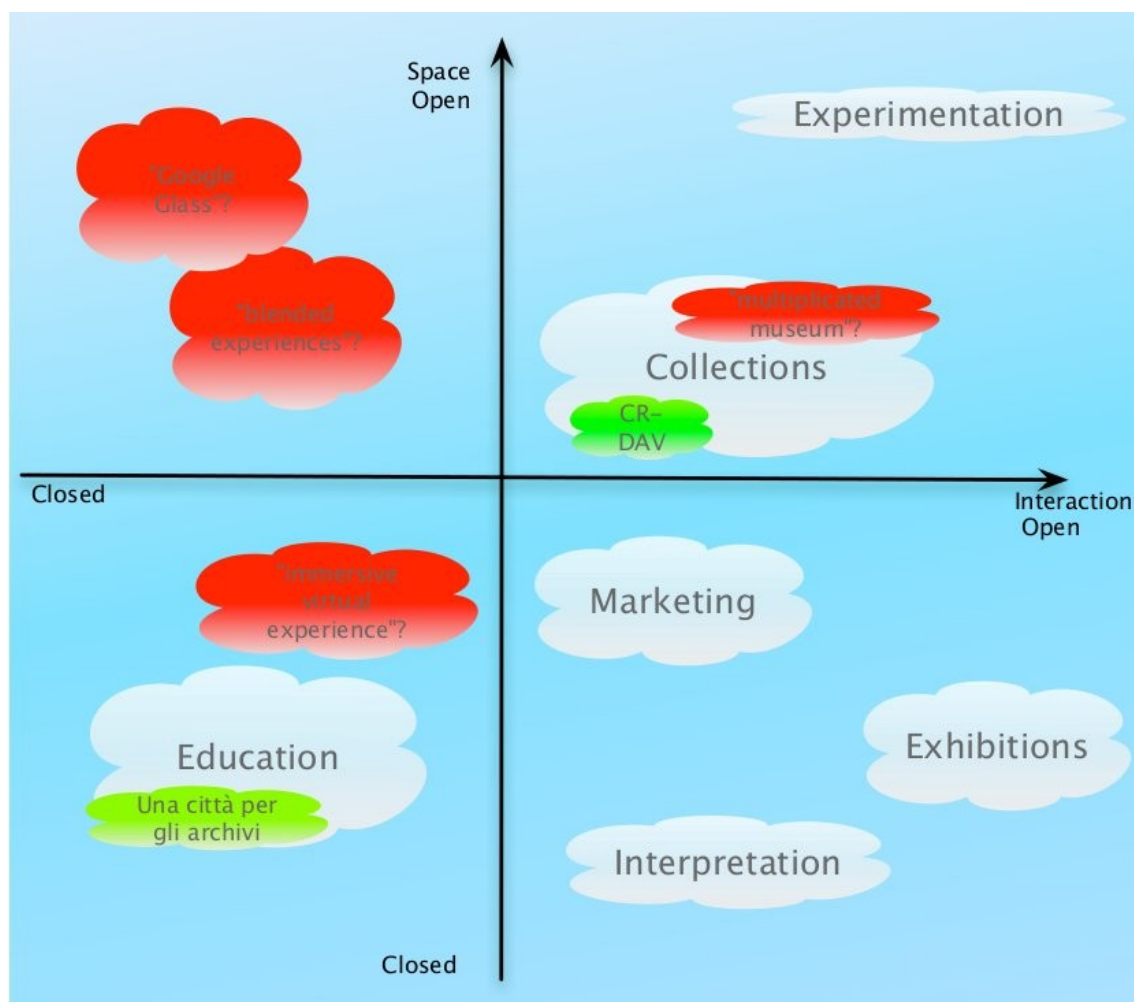 Space
Open
Experimentation
"Google
Glass"?
"blended
experiences"?
"multiplicated
museum"?
Collections
CR-
DAV
Closed
Interaction
Open
"immersive
virtual
experience"?
Marketing
Education
Exhibitions
Una città per
gli archivi
Interpretation
Closed